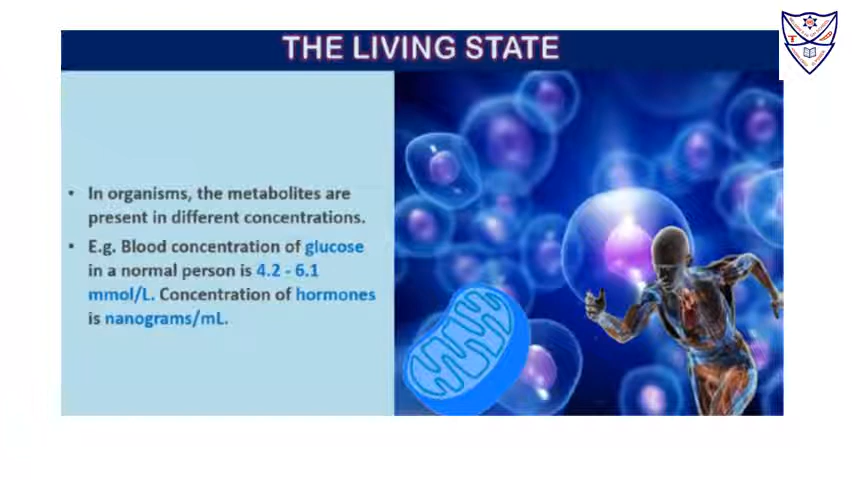 THE LIVING STATE
• In organisms, the metabolites are
present in different concentrations.
• E.g. Blood concentration of glucose
in a normal person is 4.2 - 6.1
mmol/L. Concentration of hormones
is nanograms/mL.